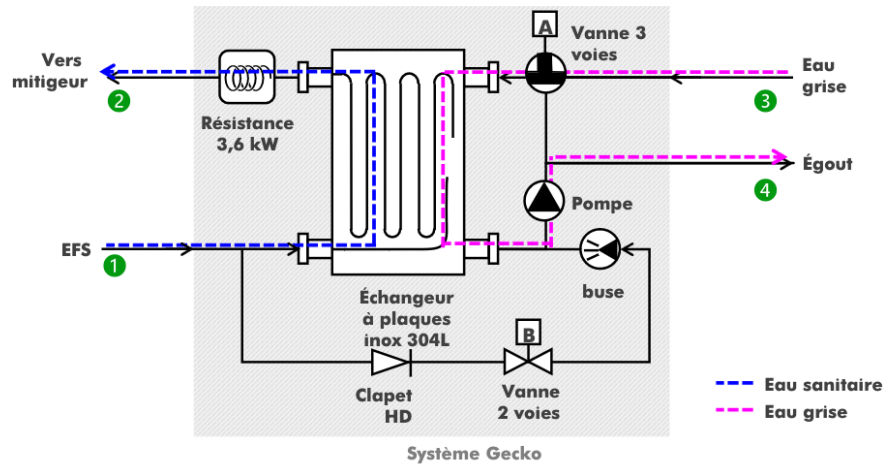 A
Vanne 3
voies
Vers
mitigeur
Eau
grise
2
3
Résistance
3,6 kW
Égout
4
Pompe
EFS
1
buse
Échangeur
à plaques
inox 304L
B
Clapet
HD
Vanne
2 voies
Eau sanitaire
Eau grise
Système Gecko